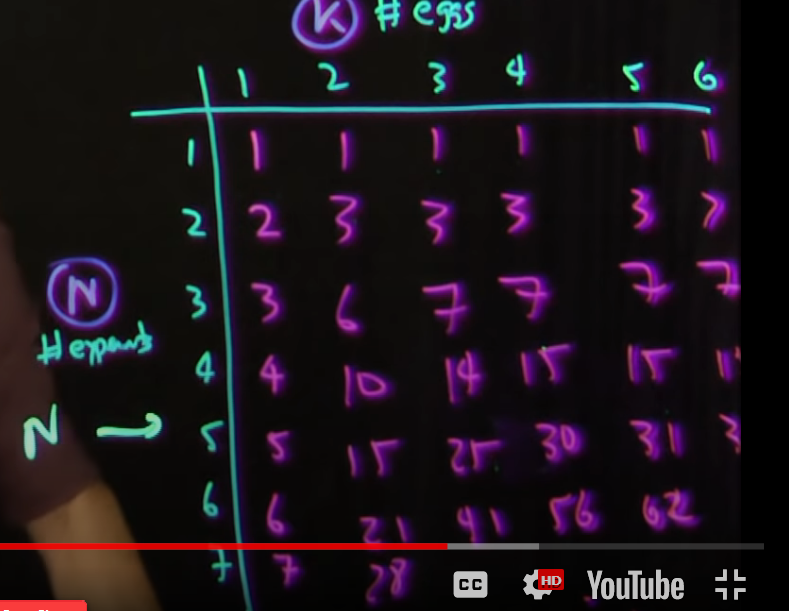 K # eggs
1 2 3 4 5 6
1 1 1 1 1 1 1
2 2 3 3 3 3 3
N 3 3 6 7 7 7 7
# expmts
4 4 10 14 15 15
N → 5 5 15 25 30 31 3
6 6 21 41 56 62
7 7 28
CC HD YouTube